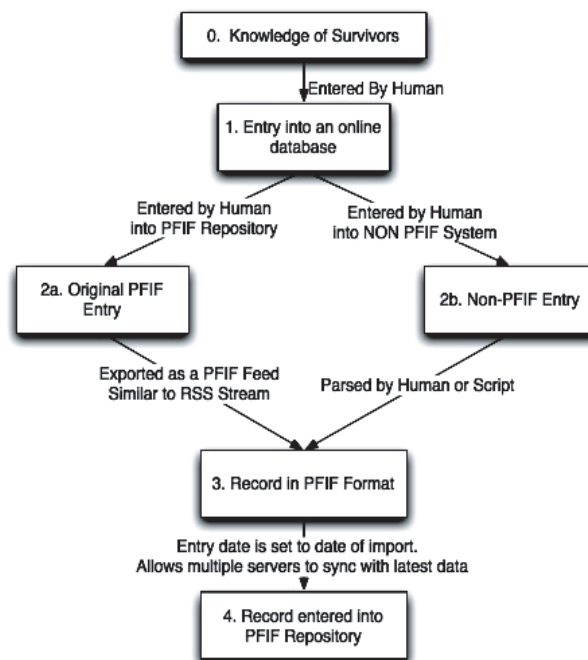 0. Knowledge of Survivors
Entered By Human
1. Entry into an online
database
Entered by Human
into PFIF Repository
Entered by Human
into NON PFIF System
2a. Original PFIF
Entry
2b. Non-PFIF Entry
Exported as a PFIF Feed
Similar to RSS Stream
Parsed by Human or Script
3. Record in PFIF Format
Entry date is set to date of import.
Allows multiple servers to sync with latest data
4. Record entered into
PFIF Repository